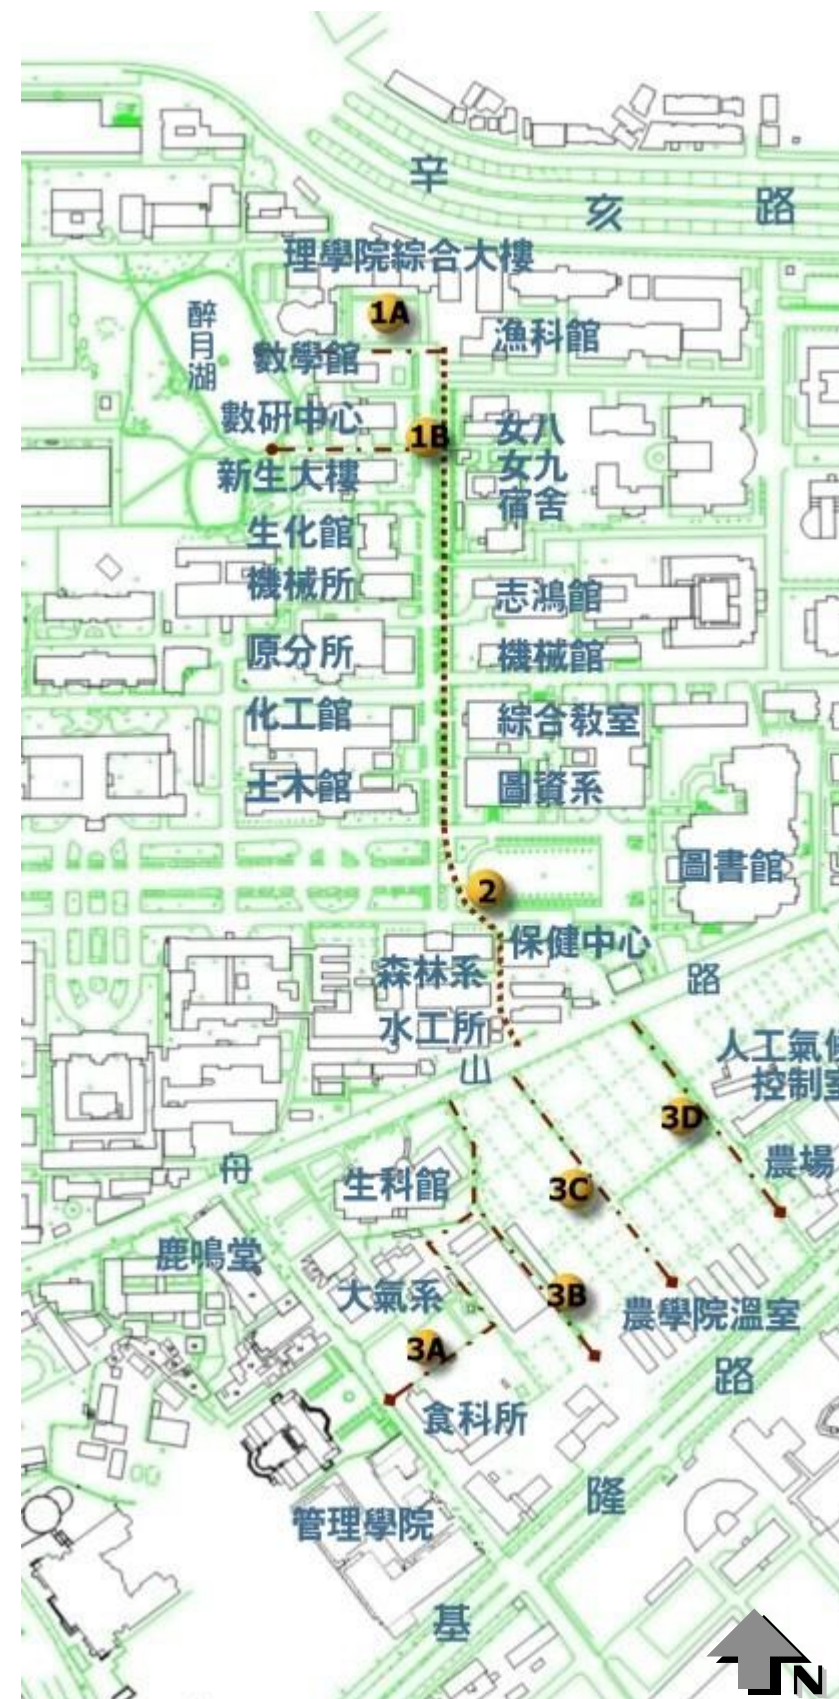 辛亥路
理學院綜合大樓
1A
醉月湖
漁科館
數學館
數研中心
1B
女八
女九
宿舍
新生大樓
生化館
機械所
志鴻館
原分所
機械館
化工館
綜合教室
土木館
圖資系
圖書館
2
保健中心
森林系
水工所
舟山路
人工氣候
控制室
3D
農場
生科館
3C
鹿鳴堂
大氣系
3B
農學院溫室
3A
食科所
基隆路
管理學院
N